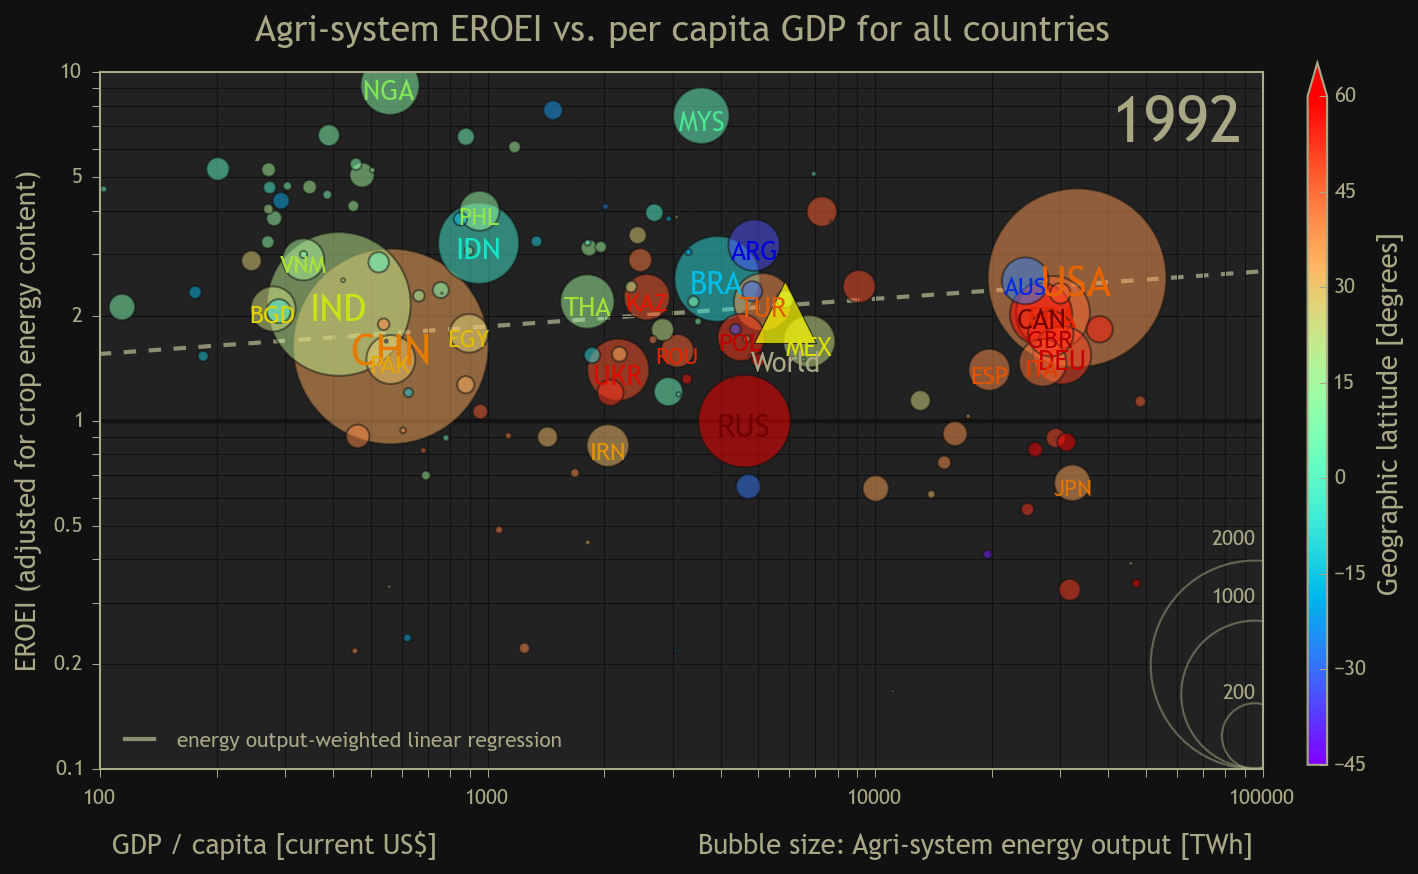 Agri-system EROEI vs. per capita GDP for all countries
1992
EROEI (adjusted for crop energy content)
10
5
2
1
0.5
0.2
0.1
NGA
MYS
PHL
IDN
VNM
ARG
BRA
USA
AUS
IND
BGD
THA
KAZ
TUR
CAN
CHN
EGY
PAK
POL
ROU
MEX
World
GBR
DEU
ITA
ESP
UKR
RUS
IRN
JPN
2000
1000
200
energy output-weighted linear regression
100
1000
10000
100000
GDP / capita [current US$]
Bubble size: Agri-system energy output [TWh]
60
45
30
15
0
−15
−30
−45
Geographic latitude [degrees]